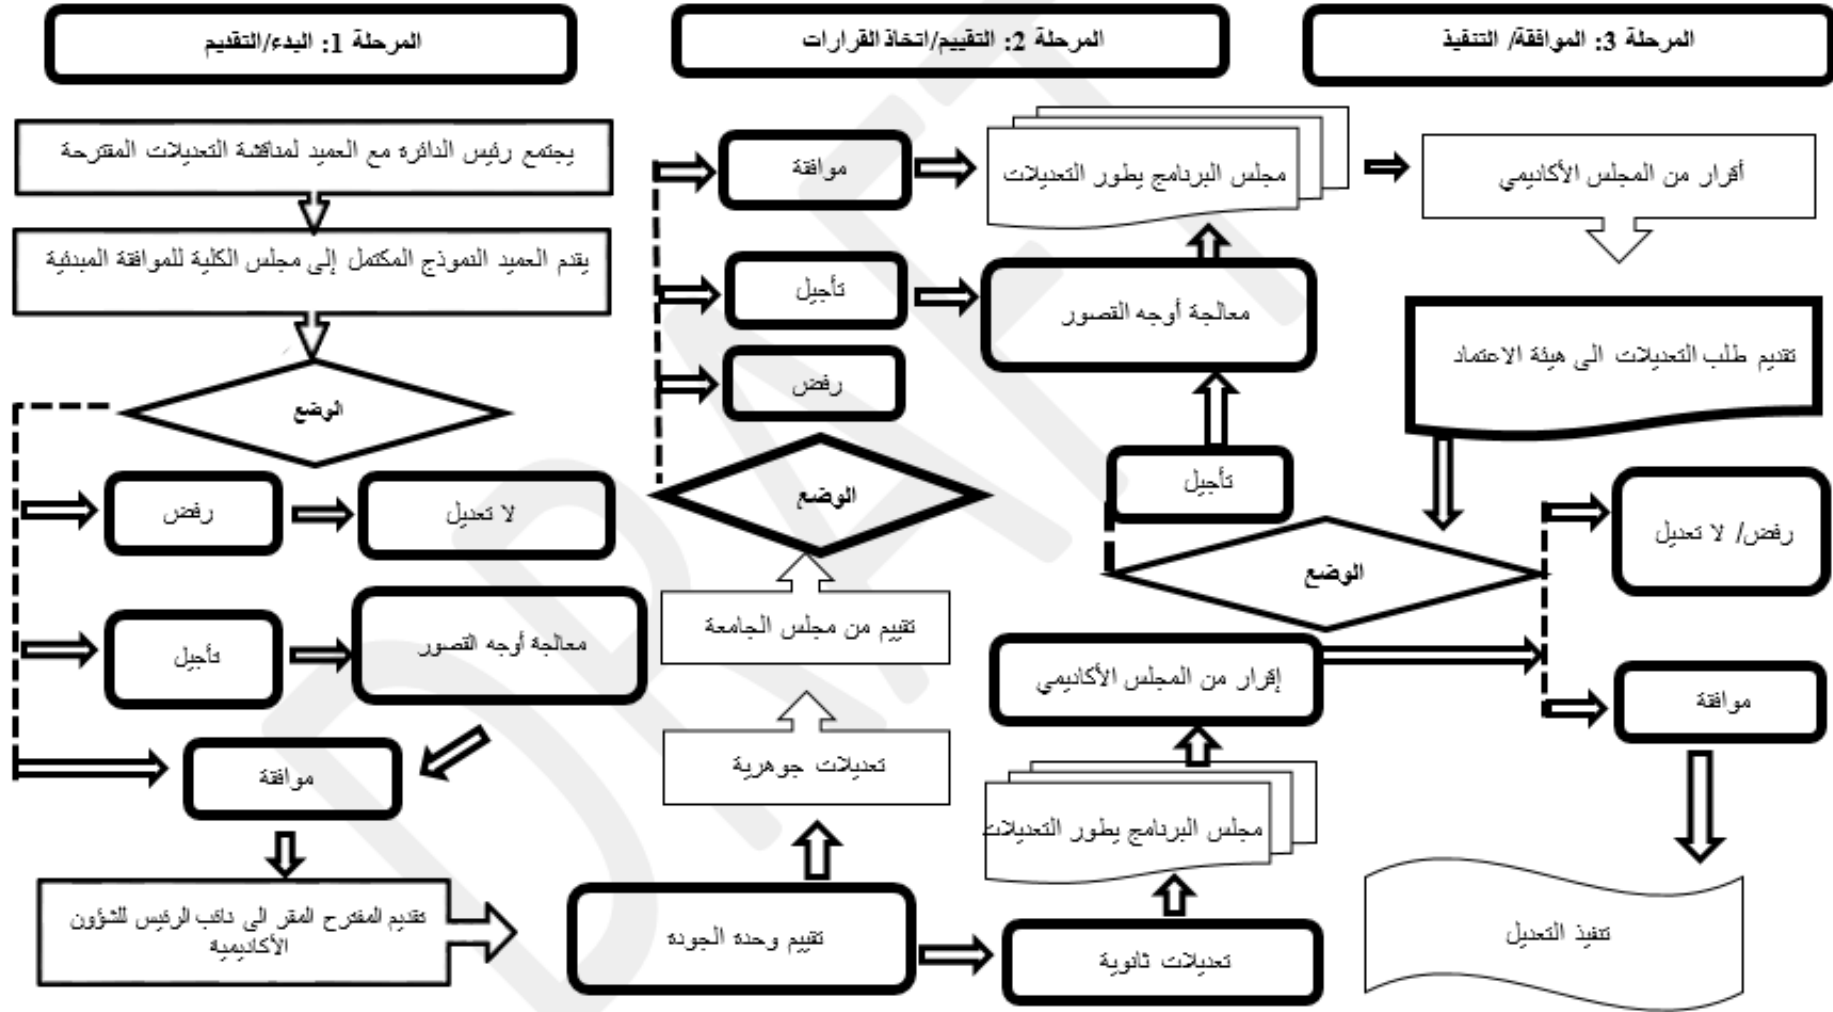 المرحلة 1: البدء/التقديم
يجتمع رئيس الدائرة مع العميد لمناقشة التعديلات المقترحة
يقدم العميد النموذج المكتمل إلى مجلس الكلية للموافقة المبدئية
الوضع
رفض
لا تعديل
تأجيل
معالجة أوجه القصور
موافقة
تقديم المقترح المقر الى نائب الرئيس للشؤون
الأكاديمية
المرحلة 2: التقييم/اتخاذ القرارات
موافقة
مجلس البرنامج يطور التعديلات
تأجيل
معالجة أوجه القصور
رفض
الوضع
تقييم من مجلس الجامعة
تعديلات جوهرية
تقييم وحدة الجودة
تعديلات ثانوية
مجلس البرنامج يطور التعديلات
إقرار من المجلس الأكاديمي
المرحلة 3: الموافقة/ التنفيذ
أقرار من المجلس الأكاديمي
تقديم طلب التعديلات الى هيئة الاعتماد
تأجيل
الوضع
رفض/ لا تعديل
موافقة
تنفيذ التعديل
DRAFT